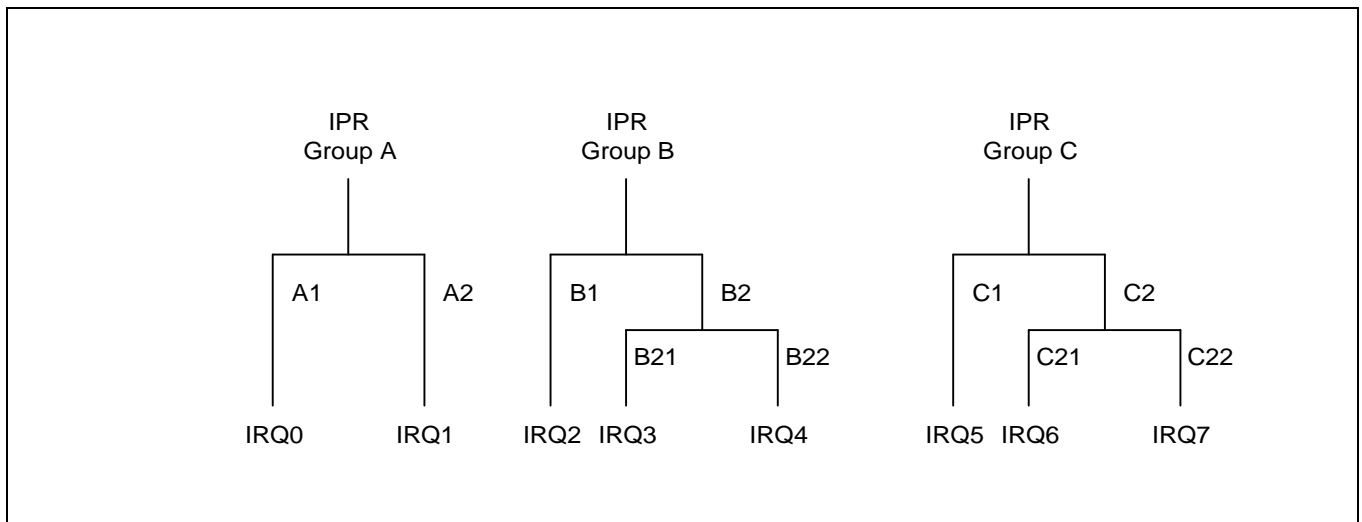 IPR
Group A
IPR
Group B
IPR
Group C
A1 A2 B1 B2 C1 C2
B21 B22 C21 C22
IRQ0 IRQ1 IRQ2 IRQ3 IRQ4 IRQ5 IRQ6 IRQ7